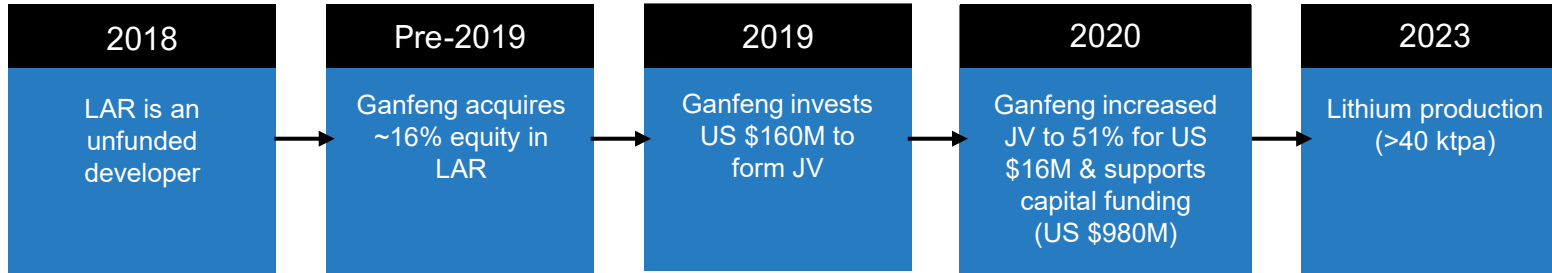 2018
LAR is an
unfunded
developer
Pre-2019
Ganfeng acquires
~16% equity in
LAR
2019
Ganfeng invests
US $160M to
form JV
2020
Ganfeng increased
JV to 51% for US
$16M & supports
capital funding
(US $980M)
2023
Lithium production
(>40 ktpa)